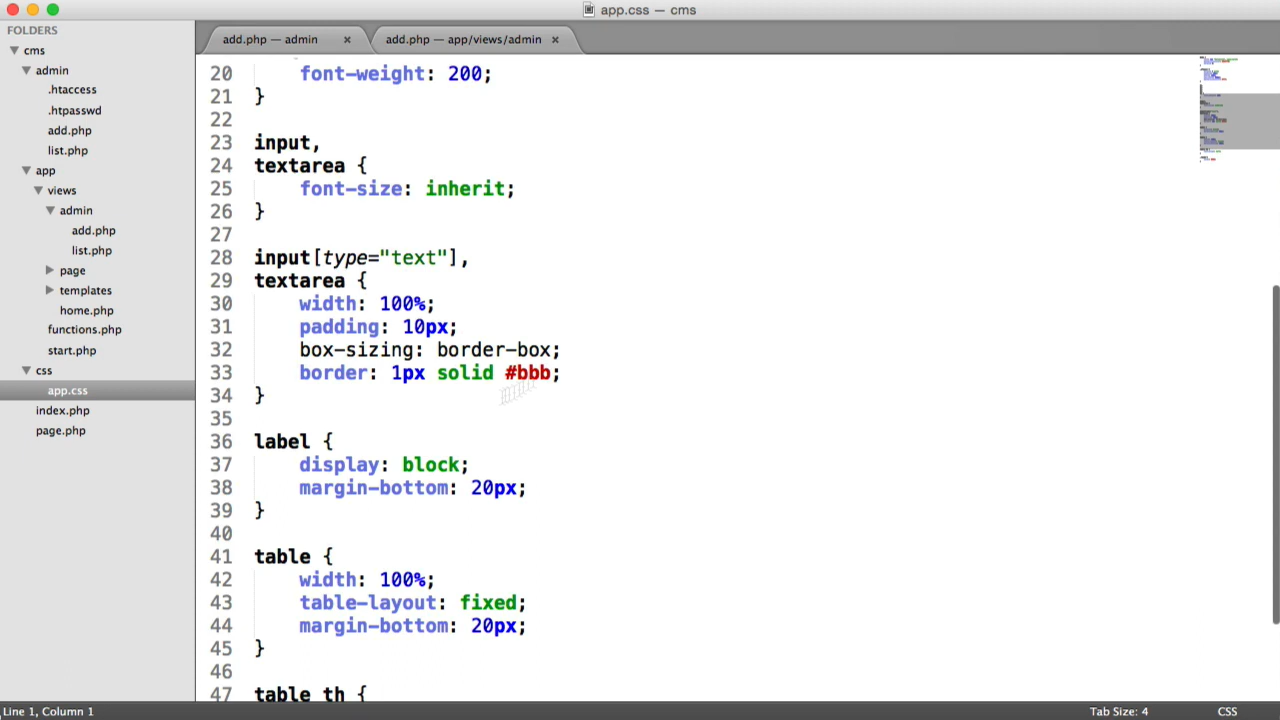 app.css — cms
FOLDERS
cms
admin
.htaccess
.htpasswd
add.php
list.php
app
views
admin
add.php
list.php
page
templates
home.php
functions.php
start.php
css
app.css
index.php
page.php
add.php — admin ×
add.php — app/views/admin ×
20 font-weight: 200;
21 }
22
23 input,
24 textarea {
25 font-size: inherit;
26 }
27
28 input[type="text"],
29 textarea {
30 width: 100%;
31 padding: 10px;
32 box-sizing: border-box;
33 border: 1px solid #bbb;
34 }
35
36 label {
37 display: block;
38 margin-bottom: 20px;
39 }
40
41 table {
42 width: 100%;
43 table-layout: fixed;
44 margin-bottom: 20px;
45 }
46
47 table th {
Line 1, Column 1
Tab Size: 4
CSS